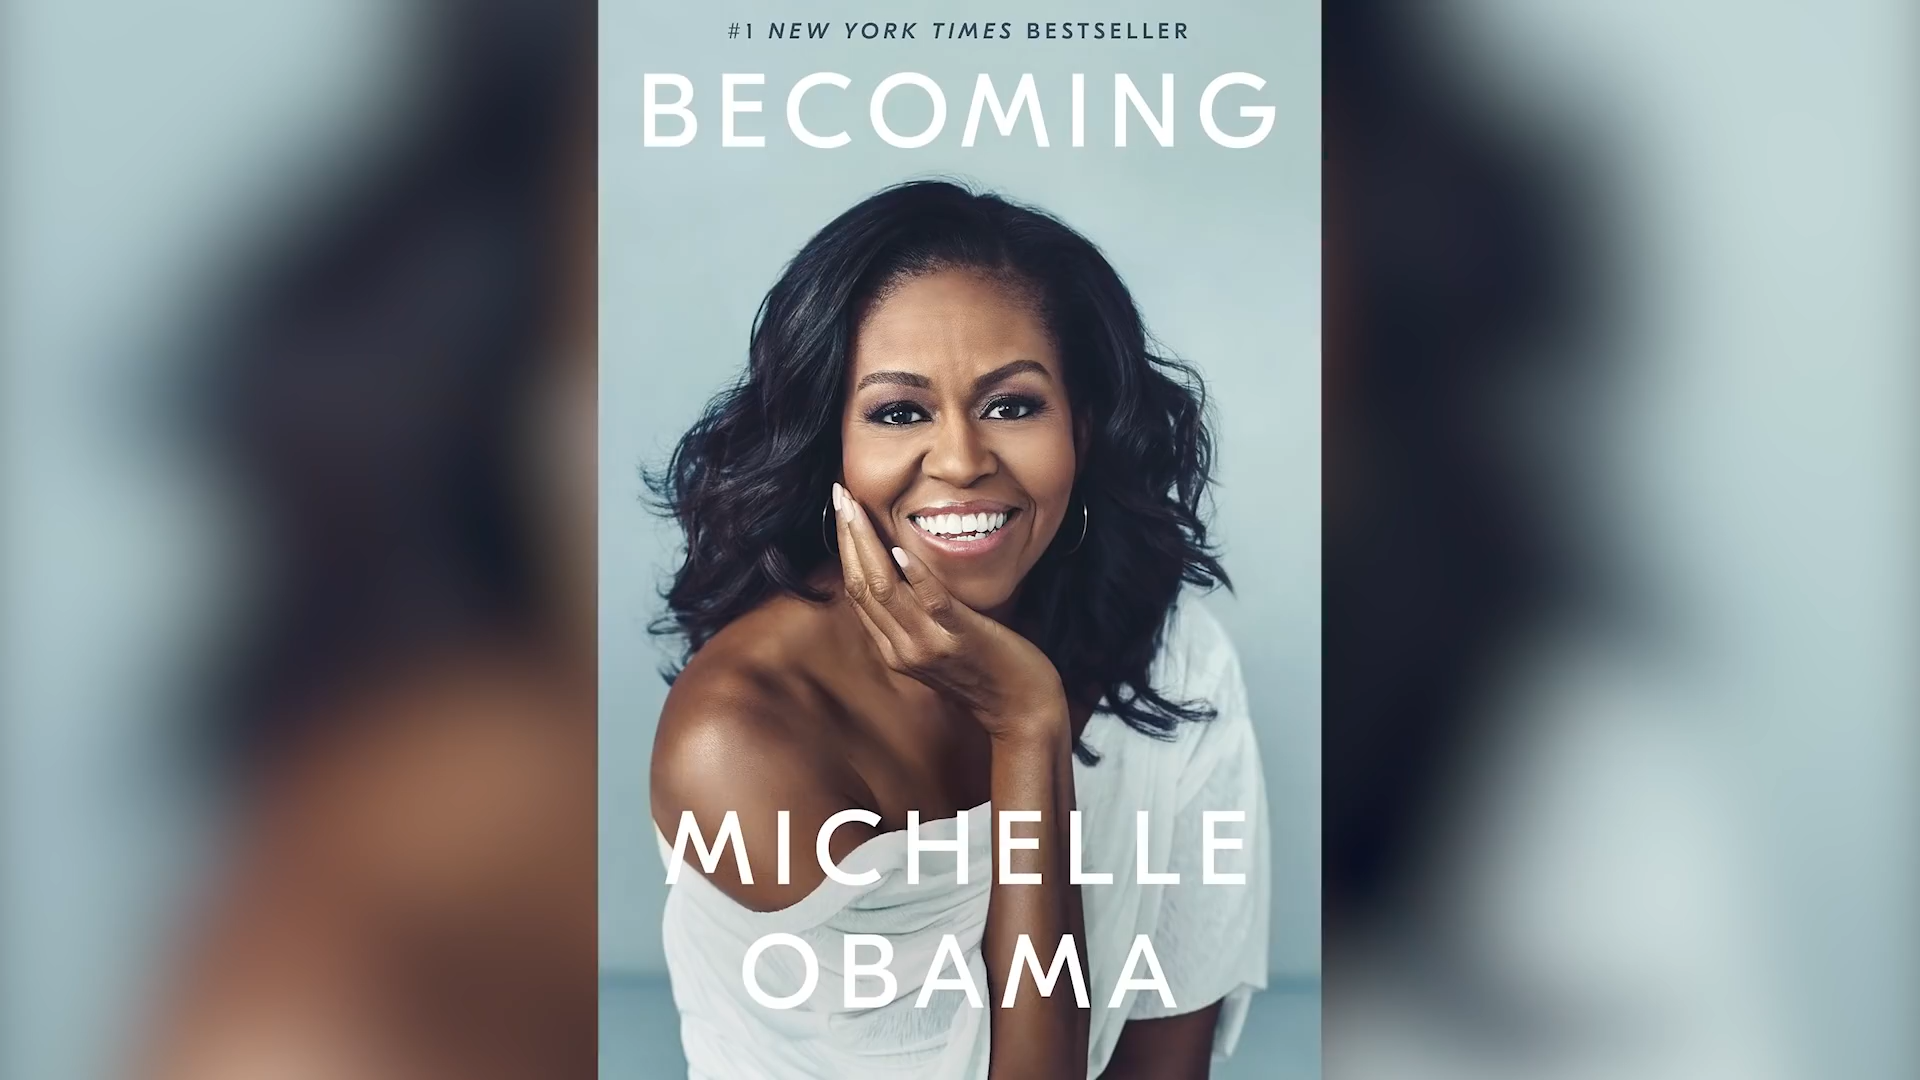 #1 NEW YORK TIMES BESTSELLER
BECOMING
MICHELLE
OBAMA